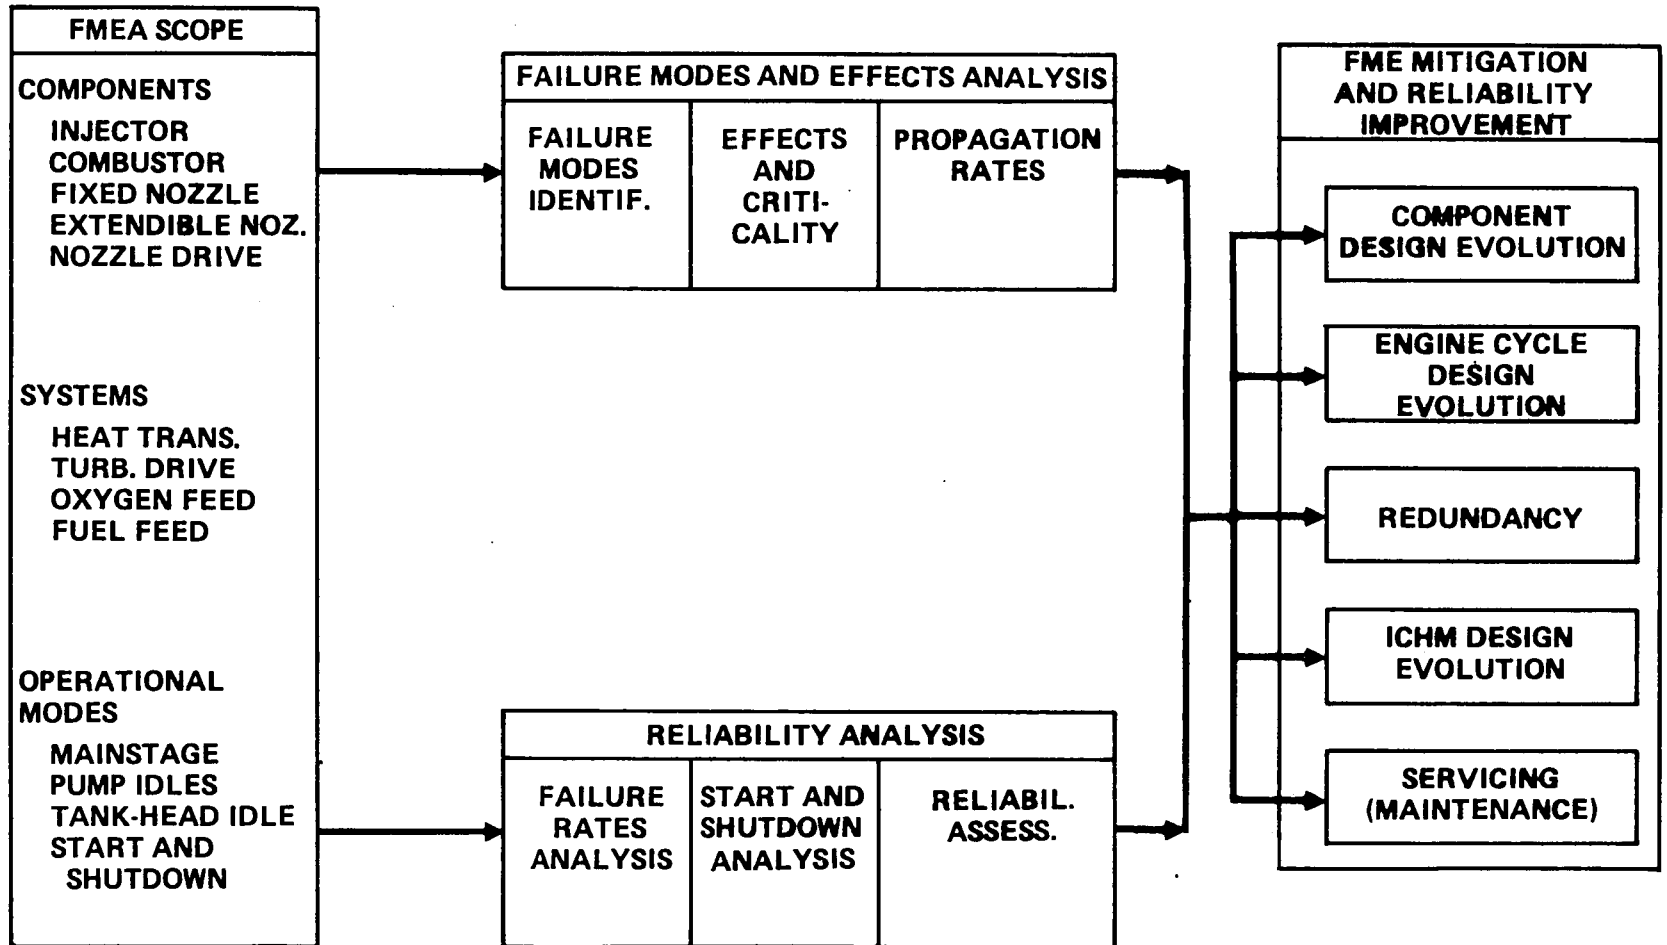 FMEA SCOPE
COMPONENTS
INJECTOR
COMBUSTOR
FIXED NOZZLE
EXTENDIBLE NOZ.
NOZZLE DRIVE
SYSTEMS
HEAT TRANS.
TURB. DRIVE
OXYGEN FEED
FUEL FEED
OPERATIONAL
MODES
MAINSTAGE
PUMP IDLES
TANK-HEAD IDLE
START AND
SHUTDOWN
FAILURE MODES AND EFFECTS ANALYSIS
FAILURE
MODES
IDENTIF.
EFFECTS
AND
CRITI-
CALITY
PROPAGATION
RATES
RELIABILITY ANALYSIS
FAILURE
RATES
ANALYSIS
START AND
SHUTDOWN
ANALYSIS
RELIABIL.
ASSESS.
FME MITIGATION
AND RELIABILITY
IMPROVEMENT
COMPONENT
DESIGN EVOLUTION
ENGINE CYCLE
DESIGN
EVOLUTION
REDUNDANCY
ICHM DESIGN
EVOLUTION
SERVICING
(MAINTENANCE)